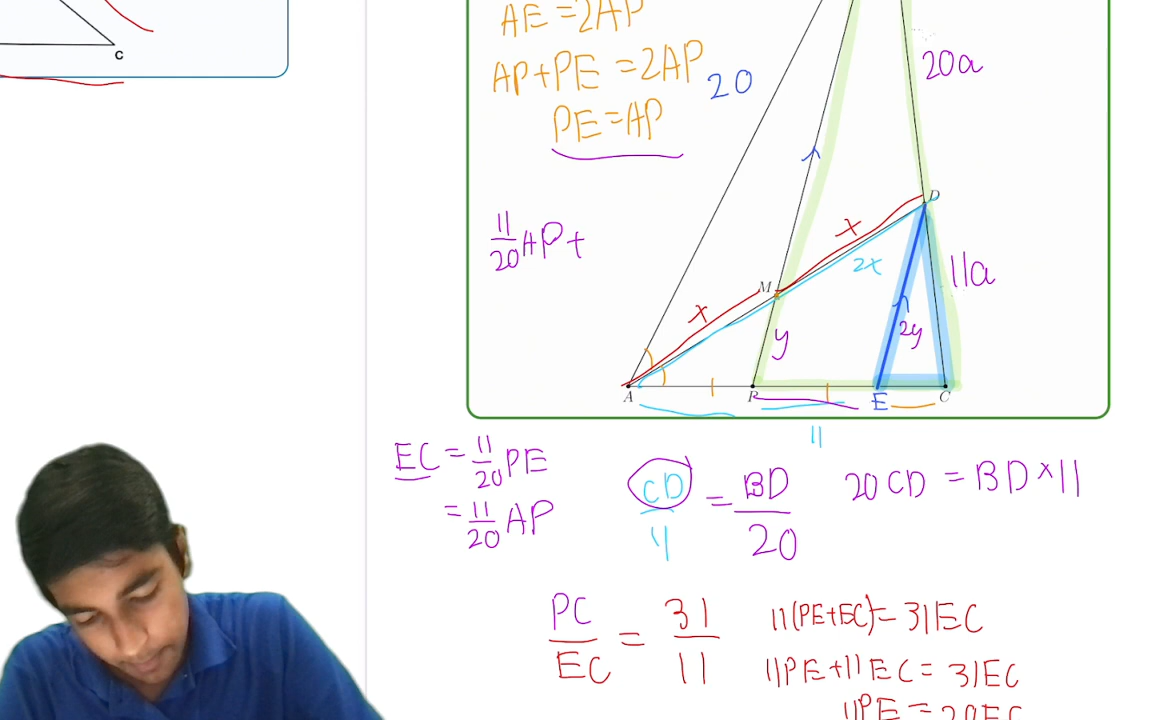 C
AE = 2AP
AP + PE = 2AP
PE = AP
20
20a
11/20 AP +
D
x
2x
11a
M
x
y
2y
A
P
E
C
11
EC = 11/20 PE
= 11/20 AP
CD/11 = BD/20
20 CD = BD × 11
PC/EC = 31/11
11(PE+EC) = 31EC
11PE + 11EC = 31EC
11PE = 20EC